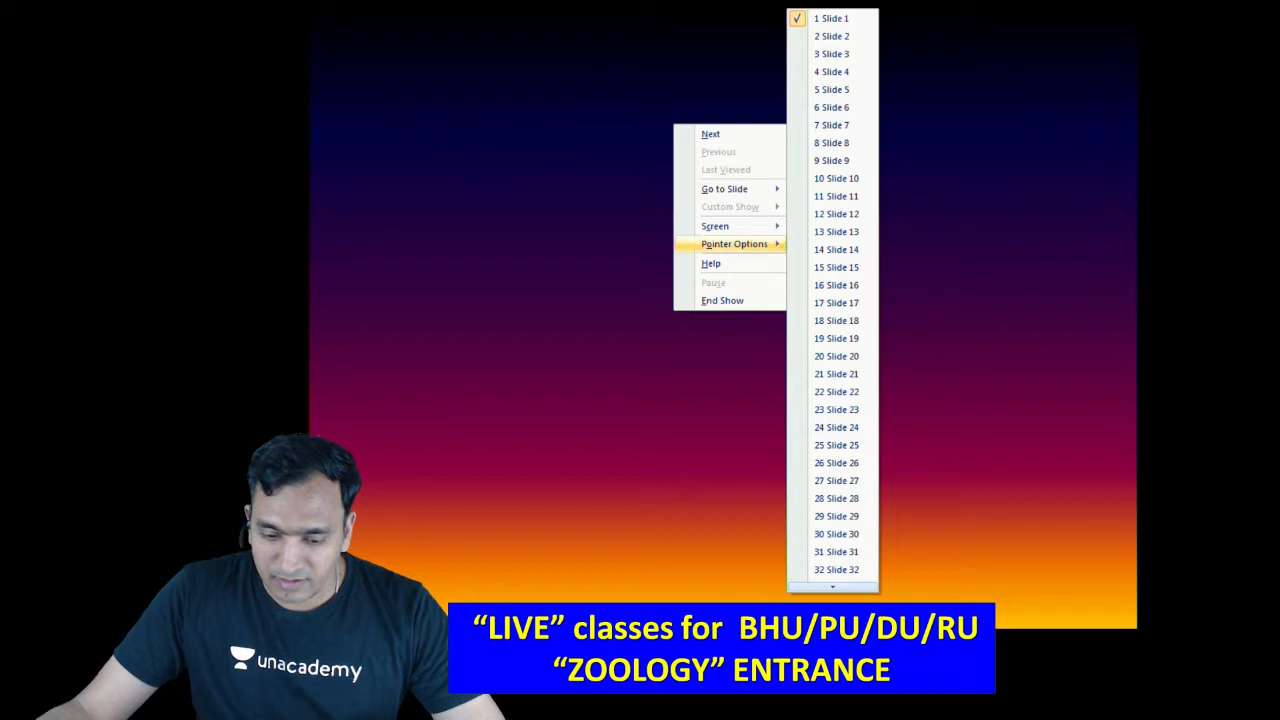 ✓ 1 Slide 1
2 Slide 2
3 Slide 3
4 Slide 4
5 Slide 5
6 Slide 6
7 Slide 7
8 Slide 8
9 Slide 9
10 Slide 10
11 Slide 11
12 Slide 12
13 Slide 13
14 Slide 14
15 Slide 15
16 Slide 16
17 Slide 17
18 Slide 18
19 Slide 19
20 Slide 20
21 Slide 21
22 Slide 22
23 Slide 23
24 Slide 24
25 Slide 25
26 Slide 26
27 Slide 27
28 Slide 28
29 Slide 29
30 Slide 30
31 Slide 31
32 Slide 32
Next
Previous
Last Viewed
Go to Slide
Custom Show
Screen
Pointer Options
Help
Pause
End Show
unacademy
“LIVE” classes for BHU/PU/DU/RU
“ZOOLOGY” ENTRANCE